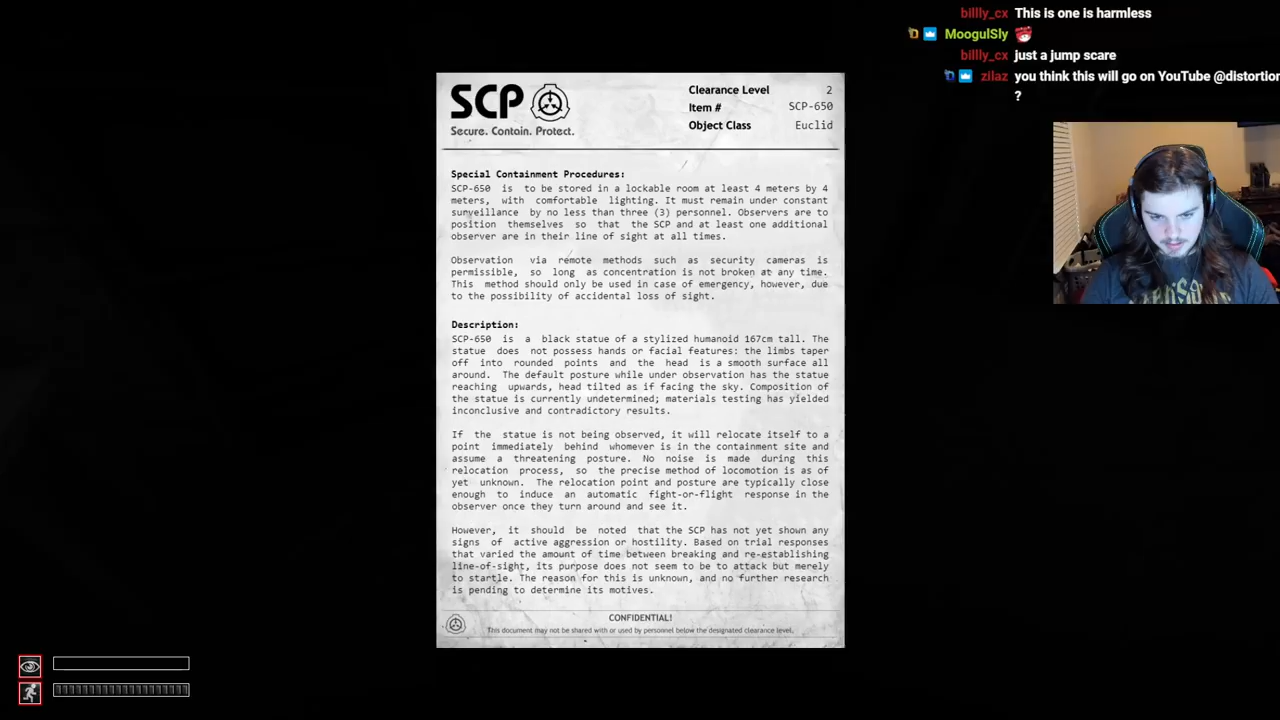 billly_cx This is one is harmless
MoogulSly
billly_cx just a jump scare
zilaz you think this will go on YouTube @distortion
?
SCP
Secure. Contain. Protect.
Clearance Level 2
Item # SCP-650
Object Class Euclid
Special Containment Procedures:
SCP-650 is to be stored in a lockable room at least 4 meters by 4
meters, with comfortable lighting. It must remain under constant
surveillance by no less than three (3) personnel. Observers are to
position themselves so that the SCP and at least one additional
observer are in their line of sight at all times.
Observation via remote methods such as security cameras is
permissible, so long as concentration is not broken at any time.
This method should only be used in case of emergency, however, due
to the possibility of accidental loss of sight.
Description:
SCP-650 is a black statue of a stylized humanoid 167cm tall. The
statue does not possess hands or facial features: the limbs taper
off into rounded points and the head is a smooth surface all
around. The default posture while under observation has the statue
reaching upwards, head tilted as if facing the sky. Composition of
the statue is currently undetermined; materials testing has yielded
inconclusive and contradictory results.
If the statue is not being observed, it will relocate itself to a
point immediately behind whomever is in the containment site and
assume a threatening posture. No noise is made during this
relocation process, so the precise method of locomotion is as of
yet unknown. The relocation point and posture are typically close
enough to induce an automatic fight-or-flight response in the
observer once they turn around and see it.
However, it should be noted that the SCP has not yet shown any
signs of active aggression or hostility. Based on trial responses
that varied the amount of time between breaking and re-establishing
line-of-sight, its purpose does not seem to be to attack but merely
to startle. The reason for this is unknown, and no further research
is pending to determine its motives.
CONFIDENTIAL!
This document may not be shared with or used by personnel below the designated clearance level.